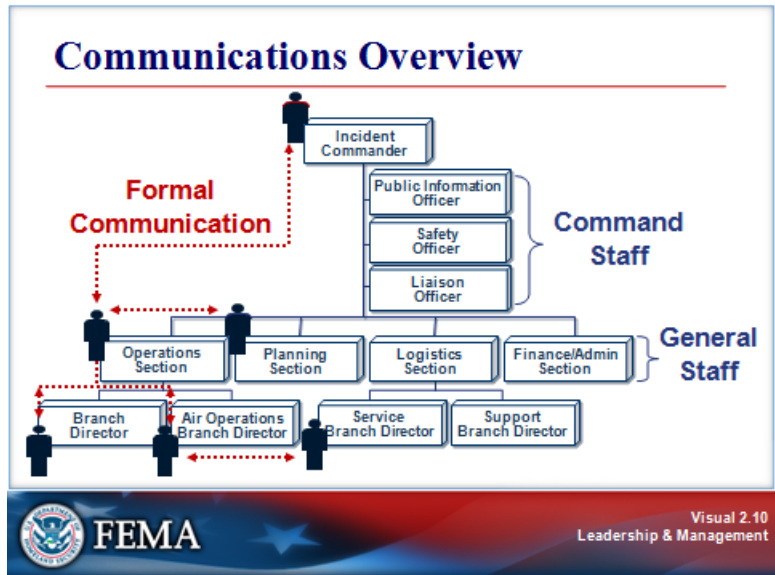 Communications Overview
Incident
Commander
Formal
Communication
Public Information
Officer
Safety
Officer
Liaison
Officer
Command
Staff
Operations
Section
Planning
Section
Logistics
Section
Finance/Admin
Section
General
Staff
Branch
Director
Air Operations
Branch Director
Service
Branch Director
Support
Branch Director
FEMA
Visual 2.10
Leadership & Management